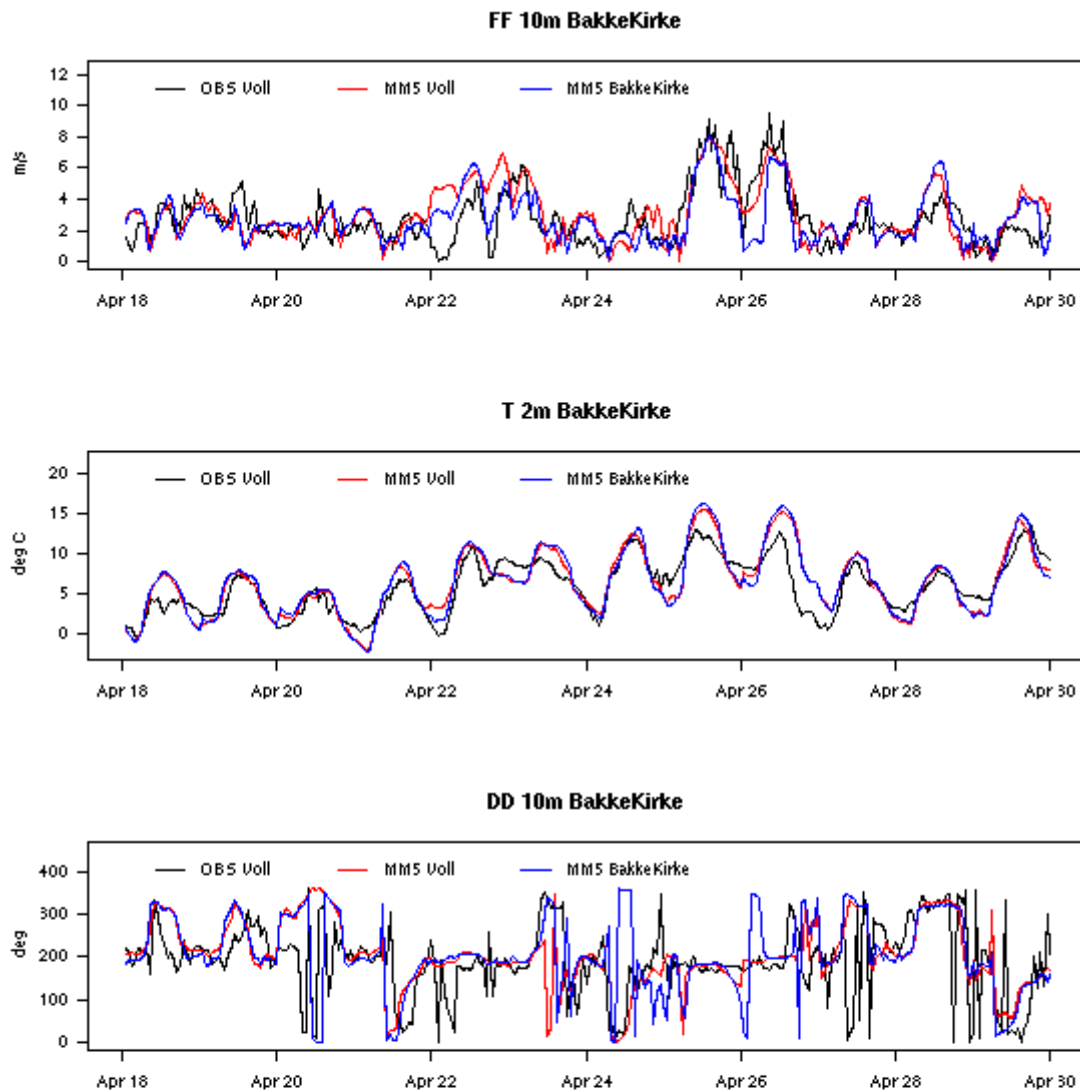 FF 10m BakkeKirke
12
10
8
6
4
2
0
m/s
OBS Voll MM5 Voll MM5 BakkeKirke
Apr 18 Apr 20 Apr 22 Apr 24 Apr 26 Apr 28 Apr 30
T 2m BakkeKirke
20
15
10
5
0
deg C
OBS Voll MM5 Voll MM5 BakkeKirke
Apr 18 Apr 20 Apr 22 Apr 24 Apr 26 Apr 28 Apr 30
DD 10m BakkeKirke
400
300
200
100
0
deg
OBS Voll MM5 Voll MM5 BakkeKirke
Apr 18 Apr 20 Apr 22 Apr 24 Apr 26 Apr 28 Apr 30